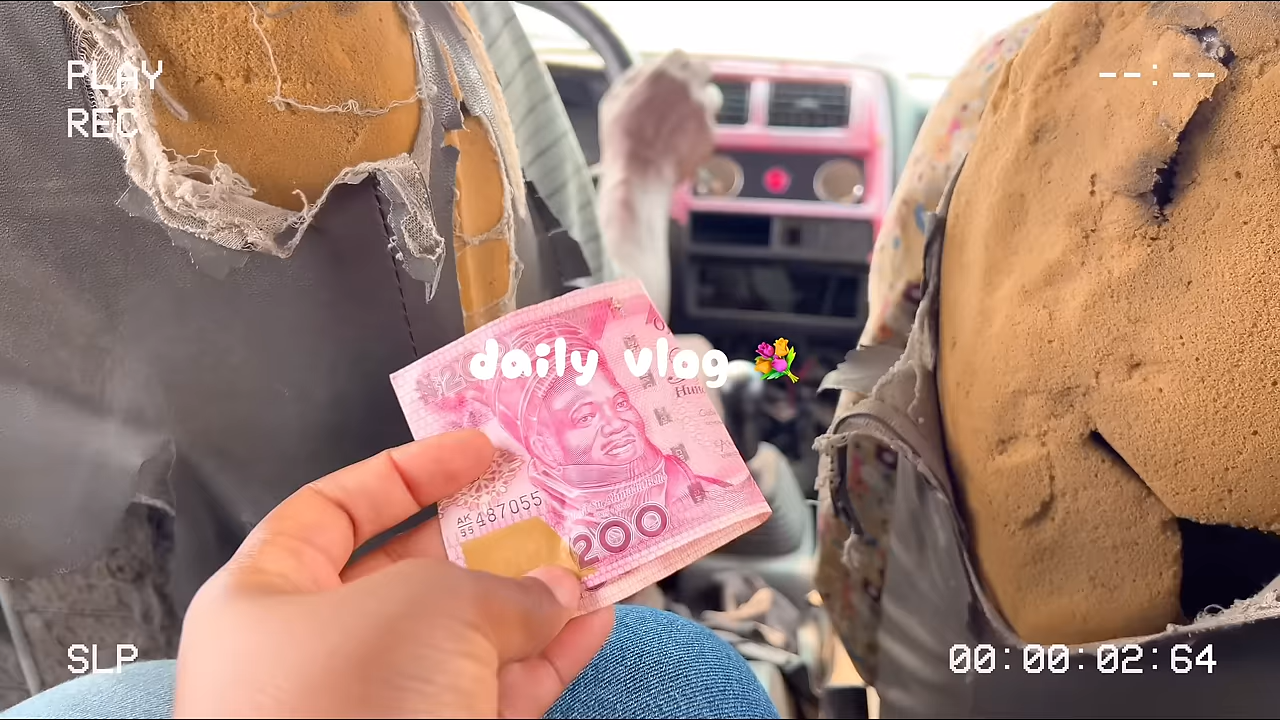 PLAY
--:--
REC
daily vlog 💐
200
AK
55 487055
SLP
00:00:02:64